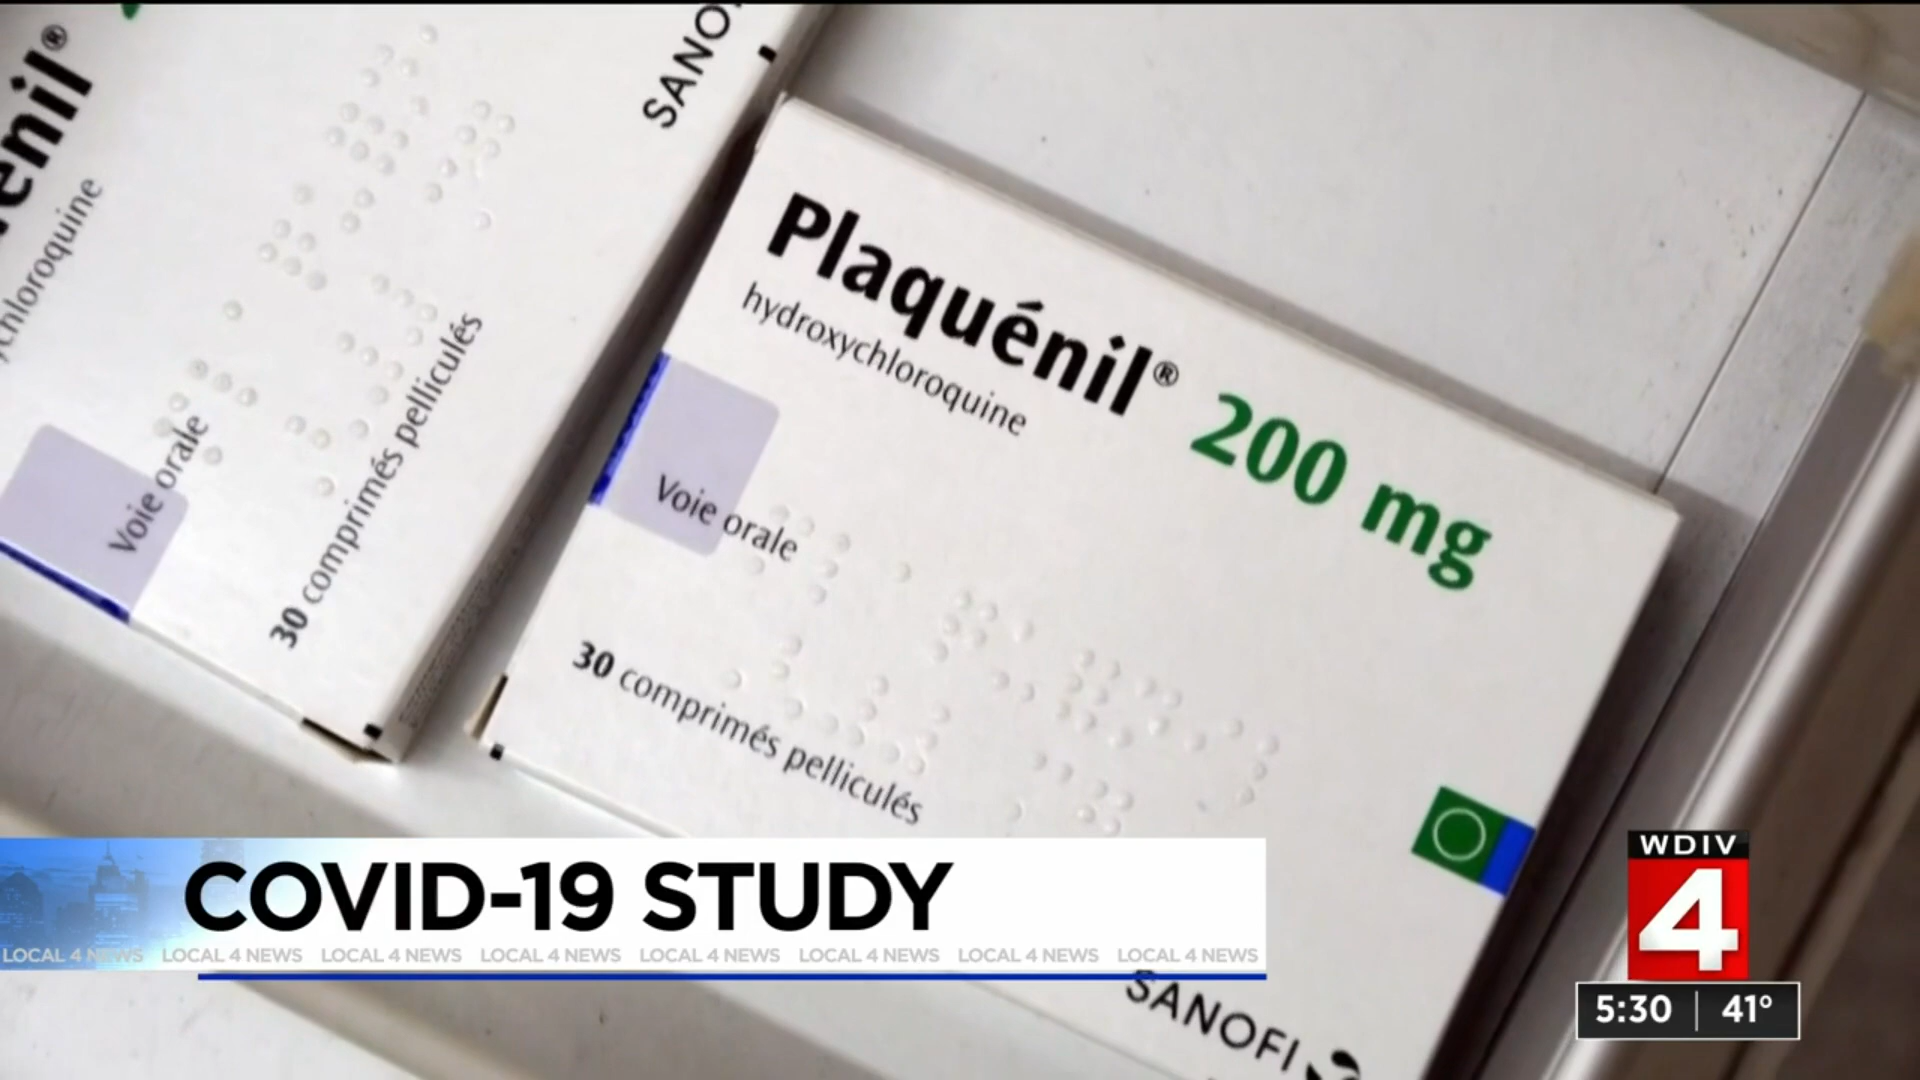 énil®
chloroquine
Voie orale
30 comprimés pelliculés
SANO
Plaquénil® 200 mg
hydroxychloroquine
Voie orale
30 comprimés pelliculés
SANOFI
COVID-19 STUDY
LOCAL 4 NEWS LOCAL 4 NEWS LOCAL 4 NEWS LOCAL 4 NEWS LOCAL 4 NEWS LOCAL 4 NEWS LOCAL 4 NEWS LOCAL 4 NEWS
WDIV
4
5:30 41°